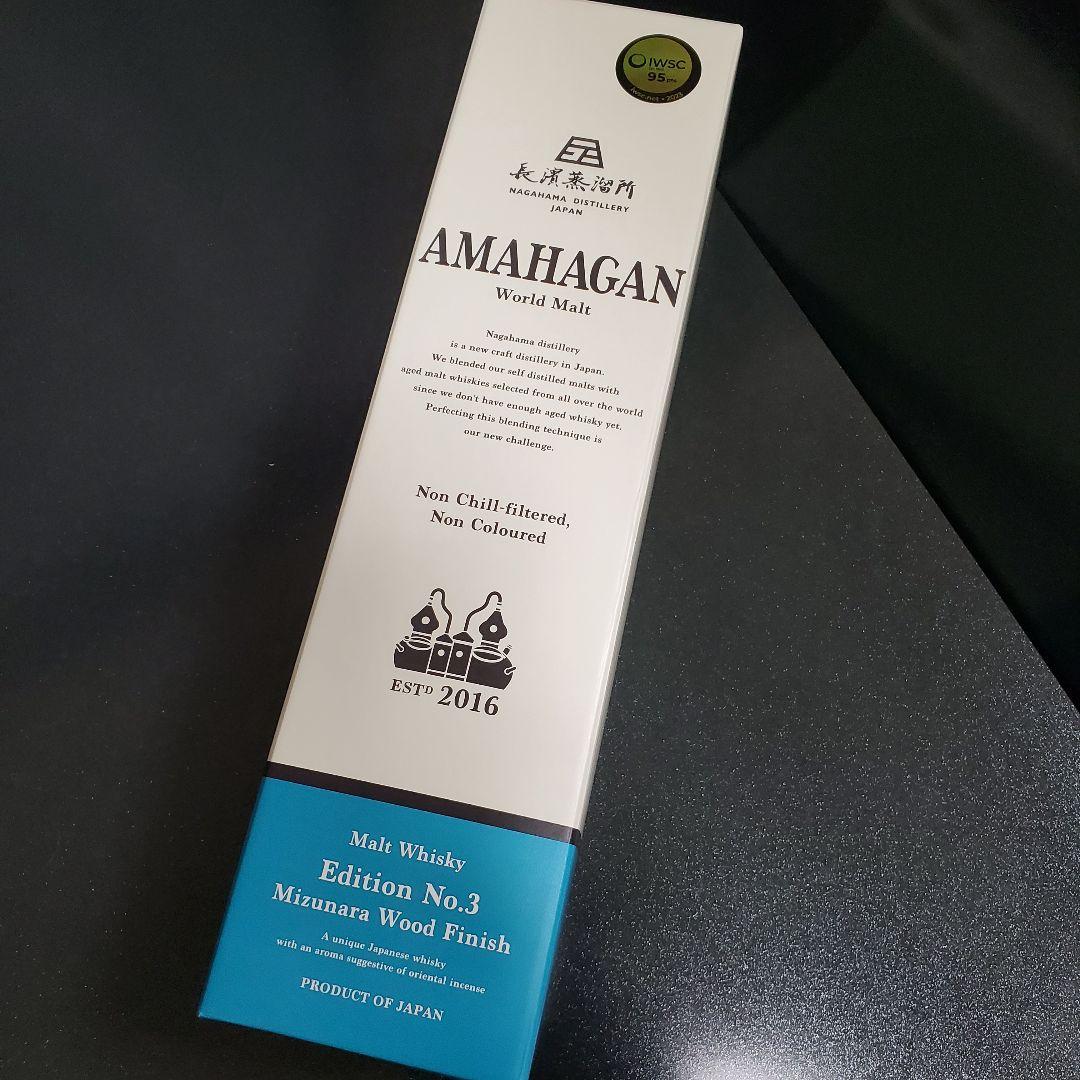 IWSC
95pts
iwsc.net • 2023
長濱蒸溜所
NAGAHAMA DISTILLERY
JAPAN
AMAHAGAN
World Malt
Nagahama distillery
is a new craft distillery in Japan.
We blended our self distilled malts with
aged malt whiskies selected from all over the world
since we don't have enough aged whisky yet.
Perfecting this blending technique is
our new challenge.
Non Chill-filtered,
Non Coloured
ESTD 2016
Malt Whisky
Edition No.3
Mizunara Wood Finish
A unique Japanese whisky
with an aroma suggestive of oriental incense
PRODUCT OF JAPAN